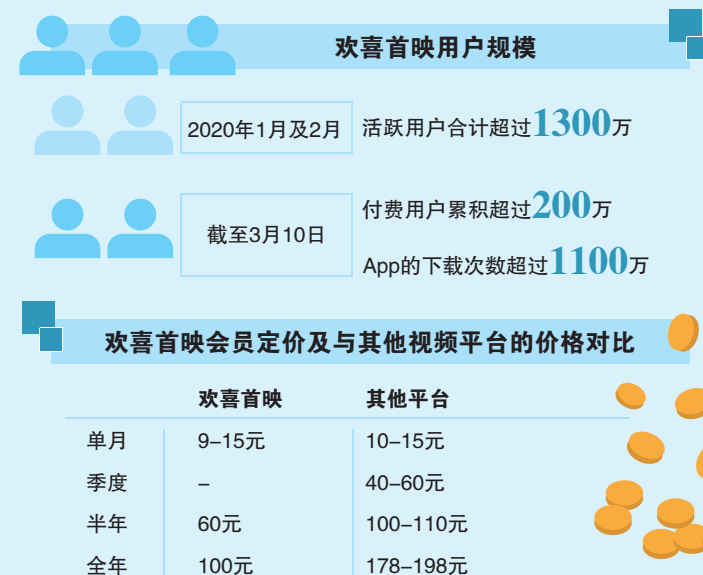 欢喜首映用户规模
2020年1月及2月 活跃用户合计超过1300万
截至3月10日
付费用户累积超过200万
App的下载次数超过1100万
欢喜首映会员定价及与其他视频平台的价格对比
欢喜首映 其他平台
单月 9–15元 10–15元
季度 – 40–60元
半年 60元 100–110元
全年 100元 178–198元